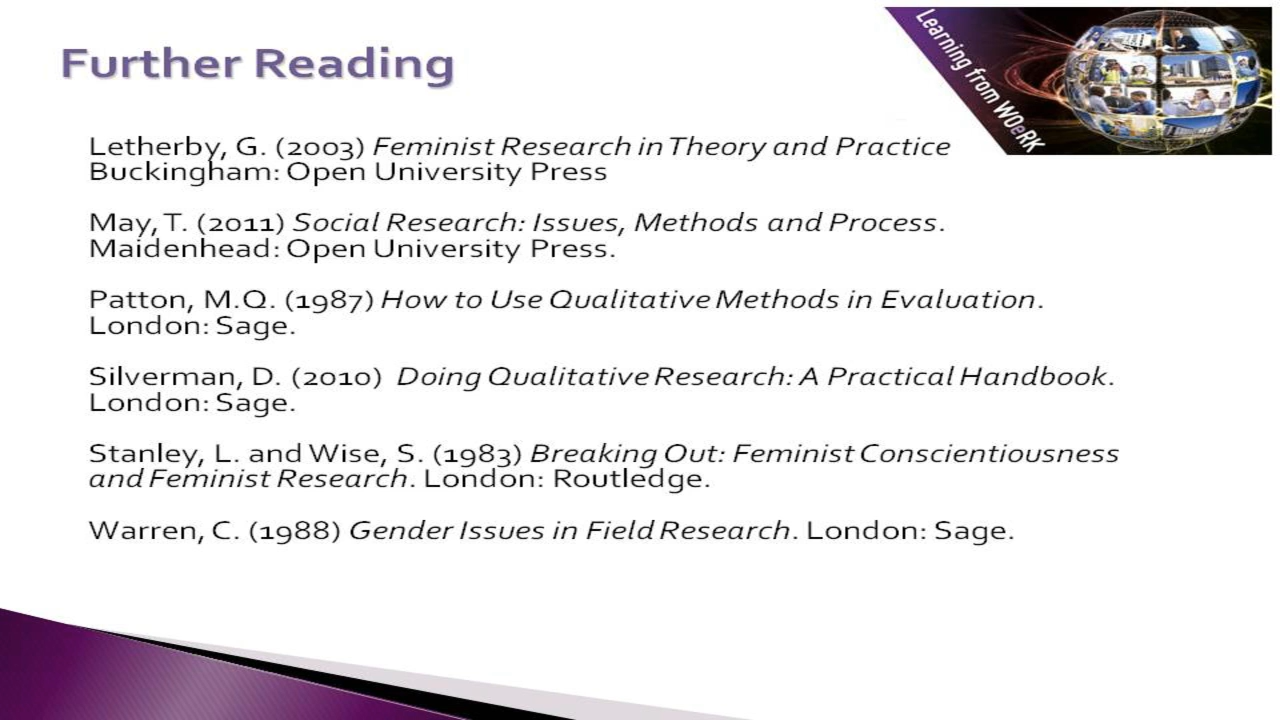 Further Reading
Learning from WOeRK
Letherby, G. (2003) Feminist Research in Theory and Practice
Buckingham: Open University Press
May, T. (2011) Social Research: Issues, Methods and Process.
Maidenhead: Open University Press.
Patton, M.Q. (1987) How to Use Qualitative Methods in Evaluation.
London: Sage.
Silverman, D. (2010) Doing Qualitative Research: A Practical Handbook.
London: Sage.
Stanley, L. and Wise, S. (1983) Breaking Out: Feminist Conscientiousness
and Feminist Research. London: Routledge.
Warren, C. (1988) Gender Issues in Field Research. London: Sage.